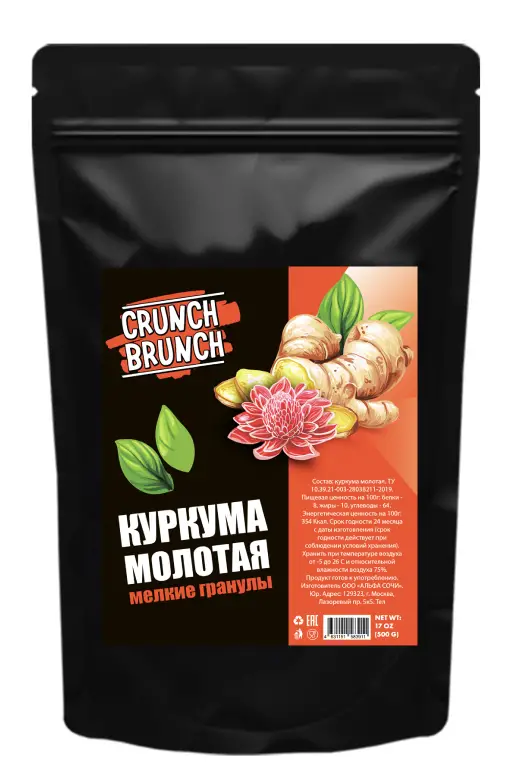 CRUNCH
BRUNCH
КУРКУМА
МОЛОТАЯ
мелкие гранулы
Состав: куркума молотая. ТУ
10.39.21-003-28038211-2019.
Пищевая ценность на 100г: белки -
8, жиры - 10, углеводы - 64.
Энергетическая ценность на 100г:
354 Ккал. Срок годности 24 месяца
с даты изготовления (срок
годности действует при
соблюдении условий хранения).
Хранить при температуре воздуха
от -5 до 26 С и относительной
влажности воздуха 75%.
Продукт готов к употреблению.
Изготовитель ООО «АЛЬФА СОЧИ».
Юр. Адрес: 129323, г. Москва,
Лазоревый пр. 5к5. Тел
EAC
NET WT:
17 OZ
(500 G)